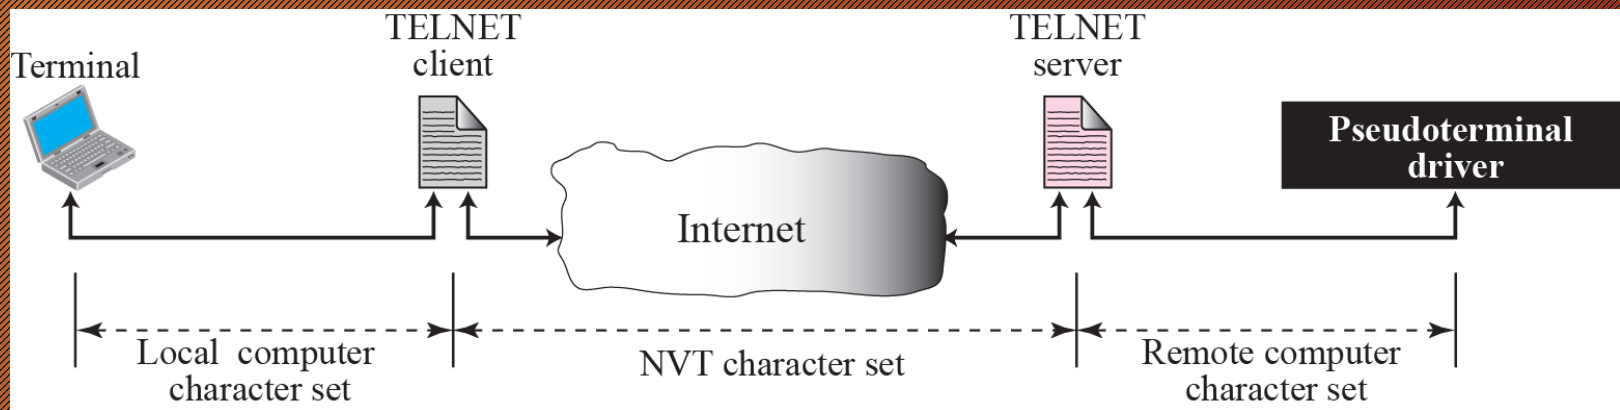 TELNET
client
TELNET
server
Terminal
Pseudoterminal
driver
Internet
Local computer
character set
NVT character set
Remote computer
character set